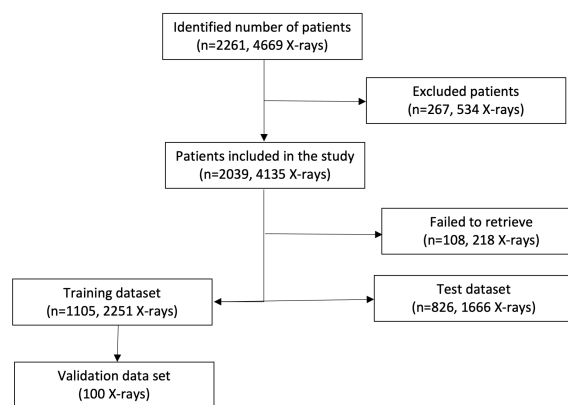 Identified number of patients
(n=2261, 4669 X-rays)
Excluded patients
(n=267, 534 X-rays)
Patients included in the study
(n=2039, 4135 X-rays)
Failed to retrieve
(n=108, 218 X-rays)
Training dataset
(n=1105, 2251 X-rays)
Test dataset
(n=826, 1666 X-rays)
Validation data set
(100 X-rays)